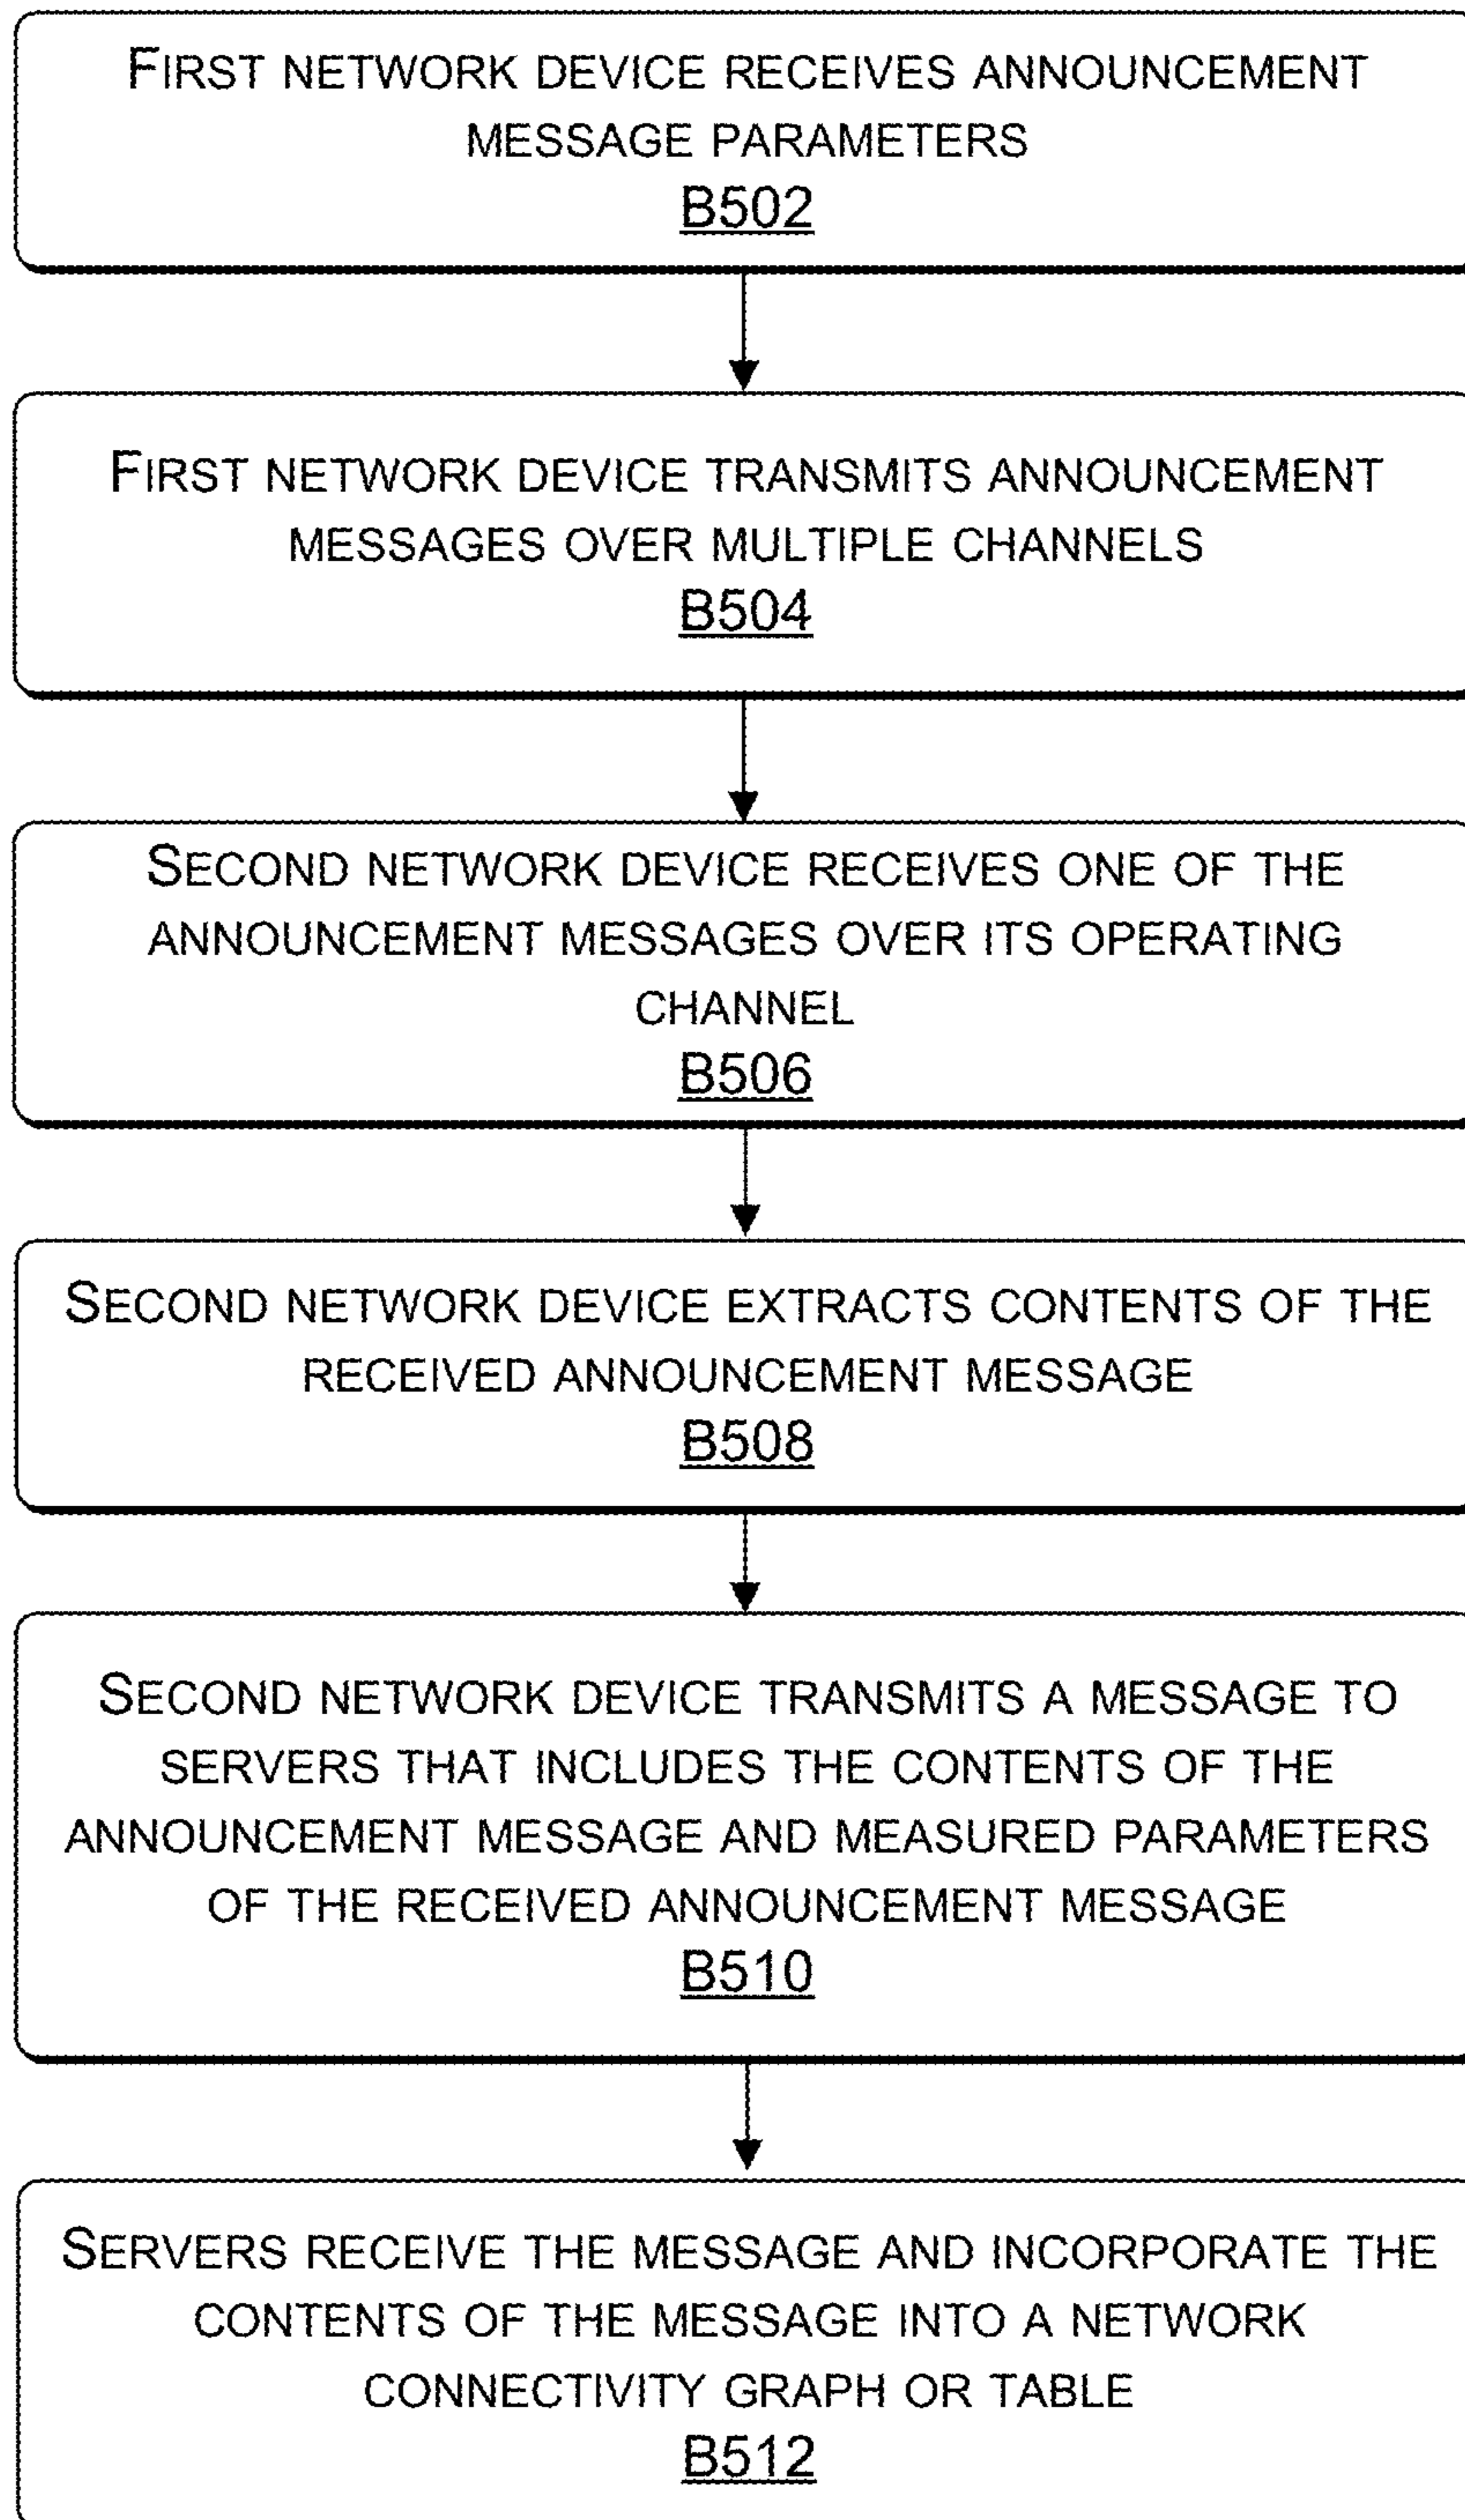 FIRST NETWORK DEVICE RECEIVES ANNOUNCEMENT
MESSAGE PARAMETERS
B502
FIRST NETWORK DEVICE TRANSMITS ANNOUNCEMENT
MESSAGES OVER MULTIPLE CHANNELS
B504
SECOND NETWORK DEVICE RECEIVES ONE OF THE
ANNOUNCEMENT MESSAGES OVER ITS OPERATING
CHANNEL
B506
SECOND NETWORK DEVICE EXTRACTS CONTENTS OF THE
RECEIVED ANNOUNCEMENT MESSAGE
B508
SECOND NETWORK DEVICE TRANSMITS A MESSAGE TO
SERVERS THAT INCLUDES THE CONTENTS OF THE
ANNOUNCEMENT MESSAGE AND MEASURED PARAMETERS
OF THE RECEIVED ANNOUNCEMENT MESSAGE
B510
SERVERS RECEIVE THE MESSAGE AND INCORPORATE THE
CONTENTS OF THE MESSAGE INTO A NETWORK
CONNECTIVITY GRAPH OR TABLE
B512